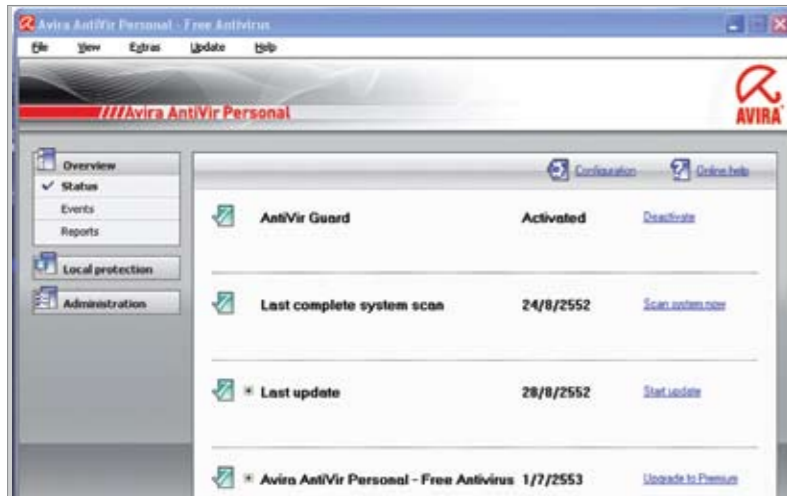 Avira AntiVir Personal - Free Antivirus
File View Extras Update Help
Avira AntiVir Personal
AVIRA
Overview
Status
Events
Reports
Local protection
Administration
Configuration Online help
AntiVir Guard Activated Deactivate
Last complete system scan 24/8/2552 Scan system now
Last update 28/8/2552 Start update
Avira AntiVir Personal - Free Antivirus 1/7/2553 Upgrade to Premium